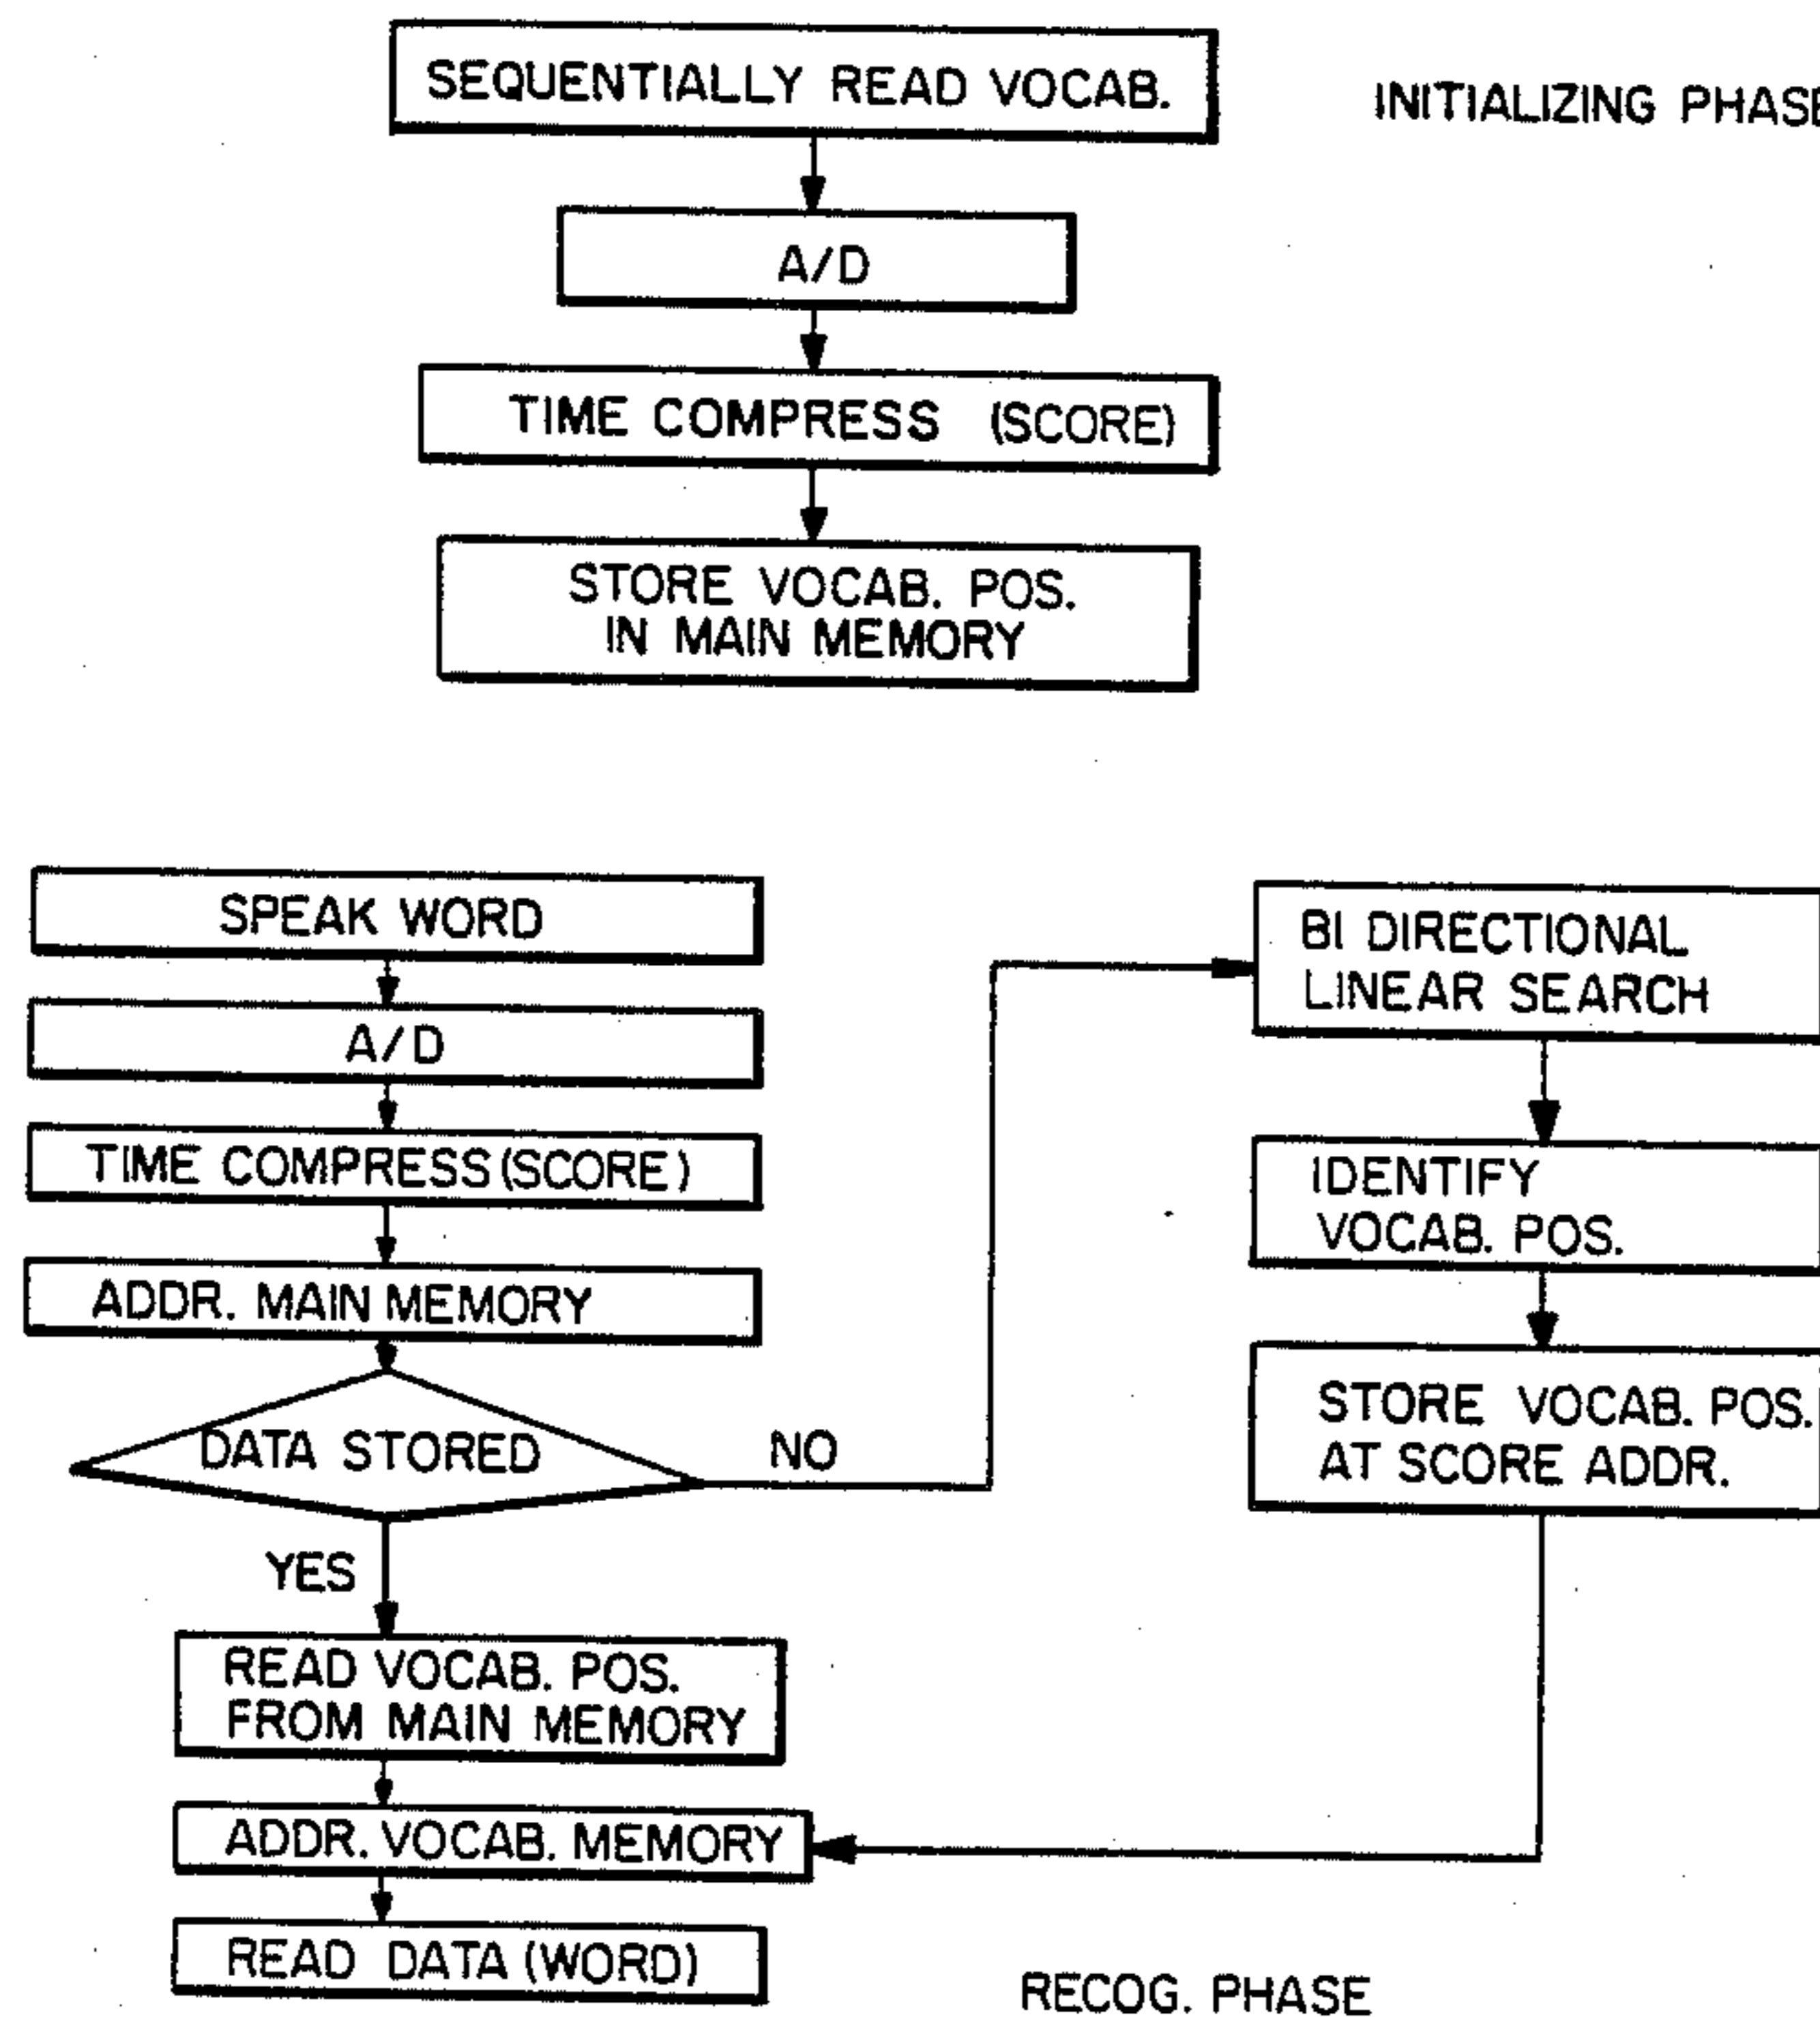 SEQUENTIALLY READ VOCAB.
INITIALIZING PHASE
A/D
TIME COMPRESS (SCORE)
STORE VOCAB. POS.
IN MAIN MEMORY
SPEAK WORD
A/D
TIME COMPRESS (SCORE)
ADDR. MAIN MEMORY
DATA STORED
NO
YES
BI DIRECTIONAL
LINEAR SEARCH
IDENTIFY
VOCAB. POS.
STORE VOCAB. POS.
AT SCORE ADDR.
READ VOCAB. POS.
FROM MAIN MEMORY
ADDR. VOCAB. MEMORY
READ DATA (WORD)
RECOG. PHASE